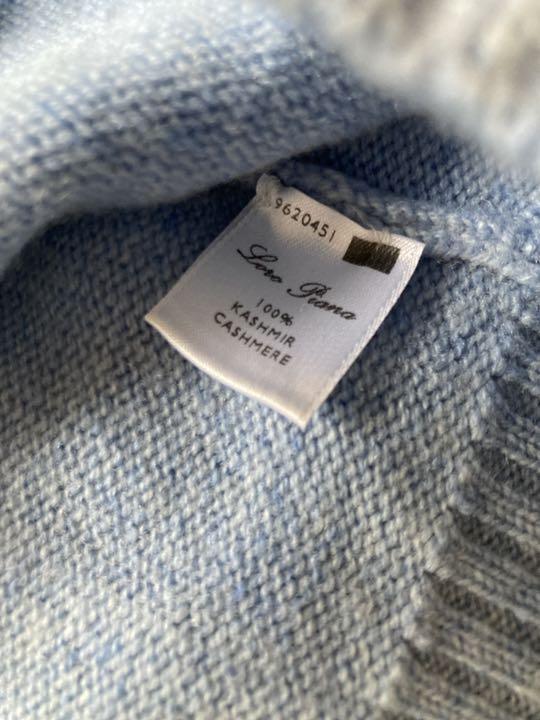 9620451
Loro Piana
100%
KASHMIR
CASHMERE